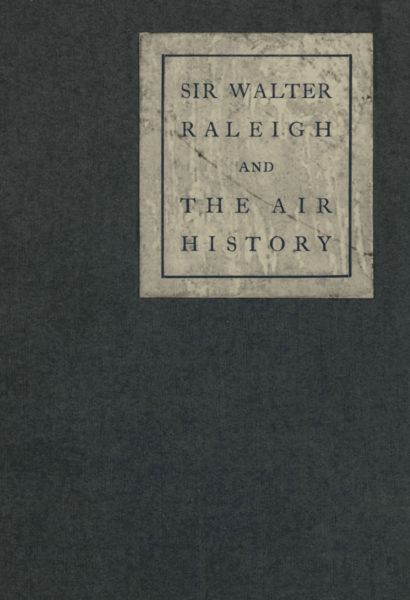 SIR WALTER
RALEIGH
AND
THE AIR
HISTORY